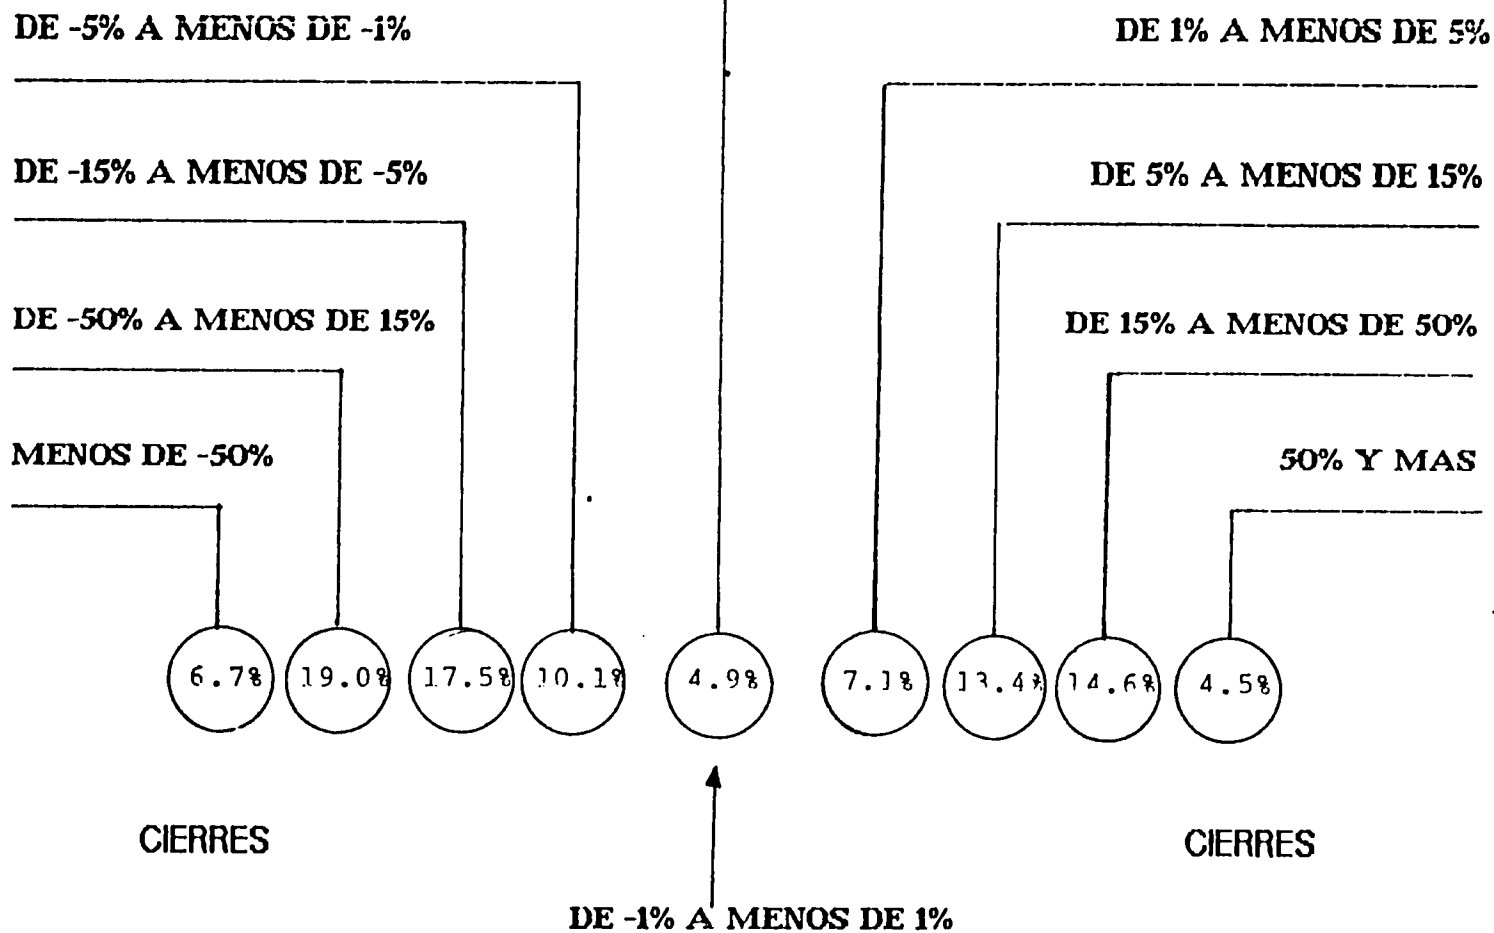 DE -5% A MENOS DE -1%
DE 1% A MENOS DE 5%
DE -15% A MENOS DE -5%
DE 5% A MENOS DE 15%
DE -50% A MENOS DE 15%
DE 15% A MENOS DE 50%
MENOS DE -50%
50% Y MAS
6.7% 19.0% 17.5% 10.1% 4.9% 7.1% 13.4% 14.6% 4.5%
CIERRES
CIERRES
DE -1% A MENOS DE 1%